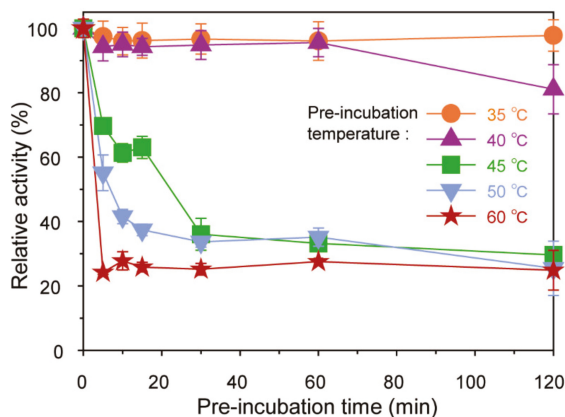 Relative activity (%)
100
80
60
40
20
0
Pre-incubation
temperature :
35 °C
40 °C
45 °C
50 °C
60 °C
0 20 40 60 80 100 120
Pre-incubation time (min)